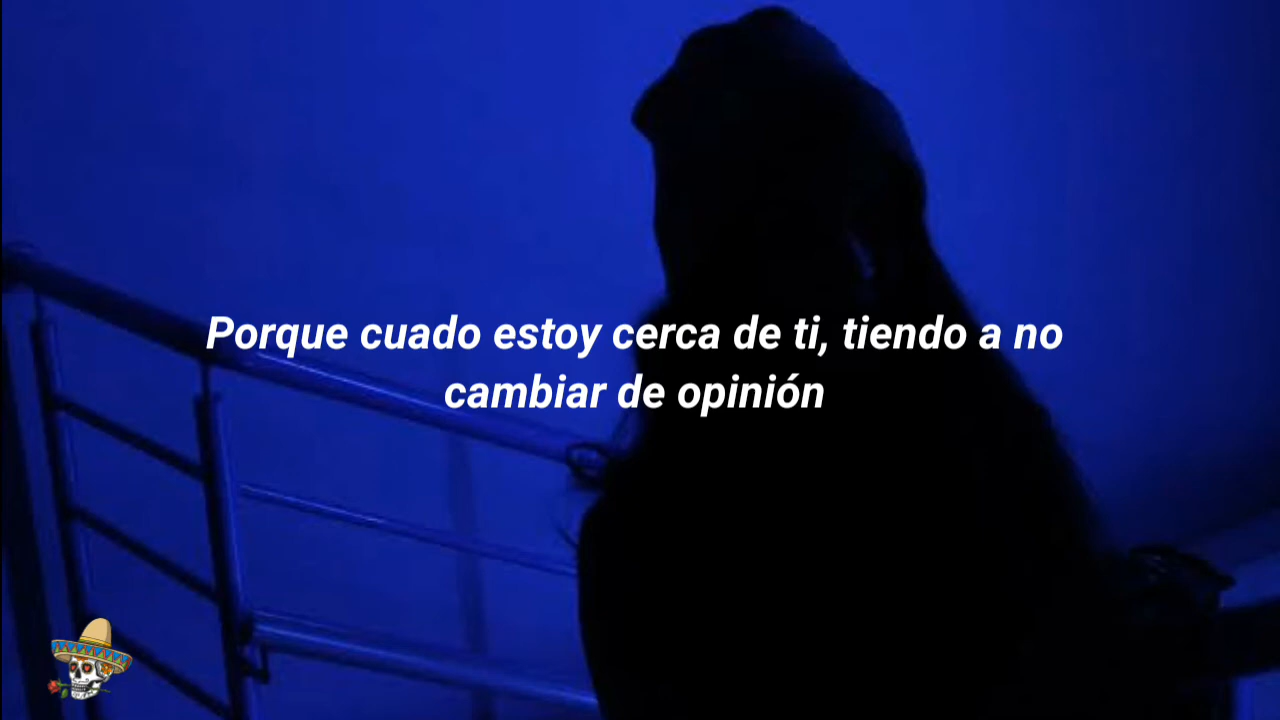 Porque cuado estoy cerca de ti, tiendo a no
cambiar de opinión